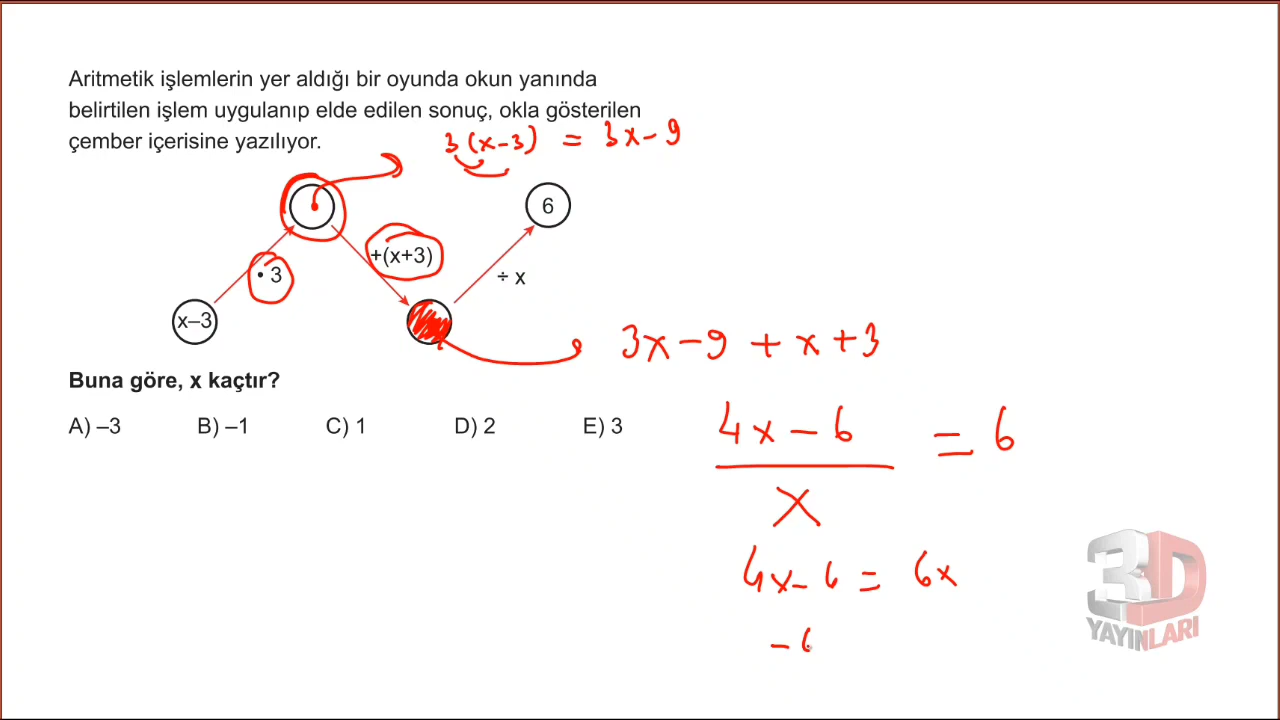 Aritmetik işlemlerin yer aldığı bir oyunda okun yanında
belirtilen işlem uygulanıp elde edilen sonuç, okla gösterilen
çember içerisine yazılıyor.
3(x-3) = 3x-9
6
+(x+3)
• 3
÷ x
x–3
3x-9 + x+3
Buna göre, x kaçtır?
A) –3 B) –1 C) 1 D) 2 E) 3
4x-6 = 6
x
4x-6 = 6x
-6
3D
YAYINLARI